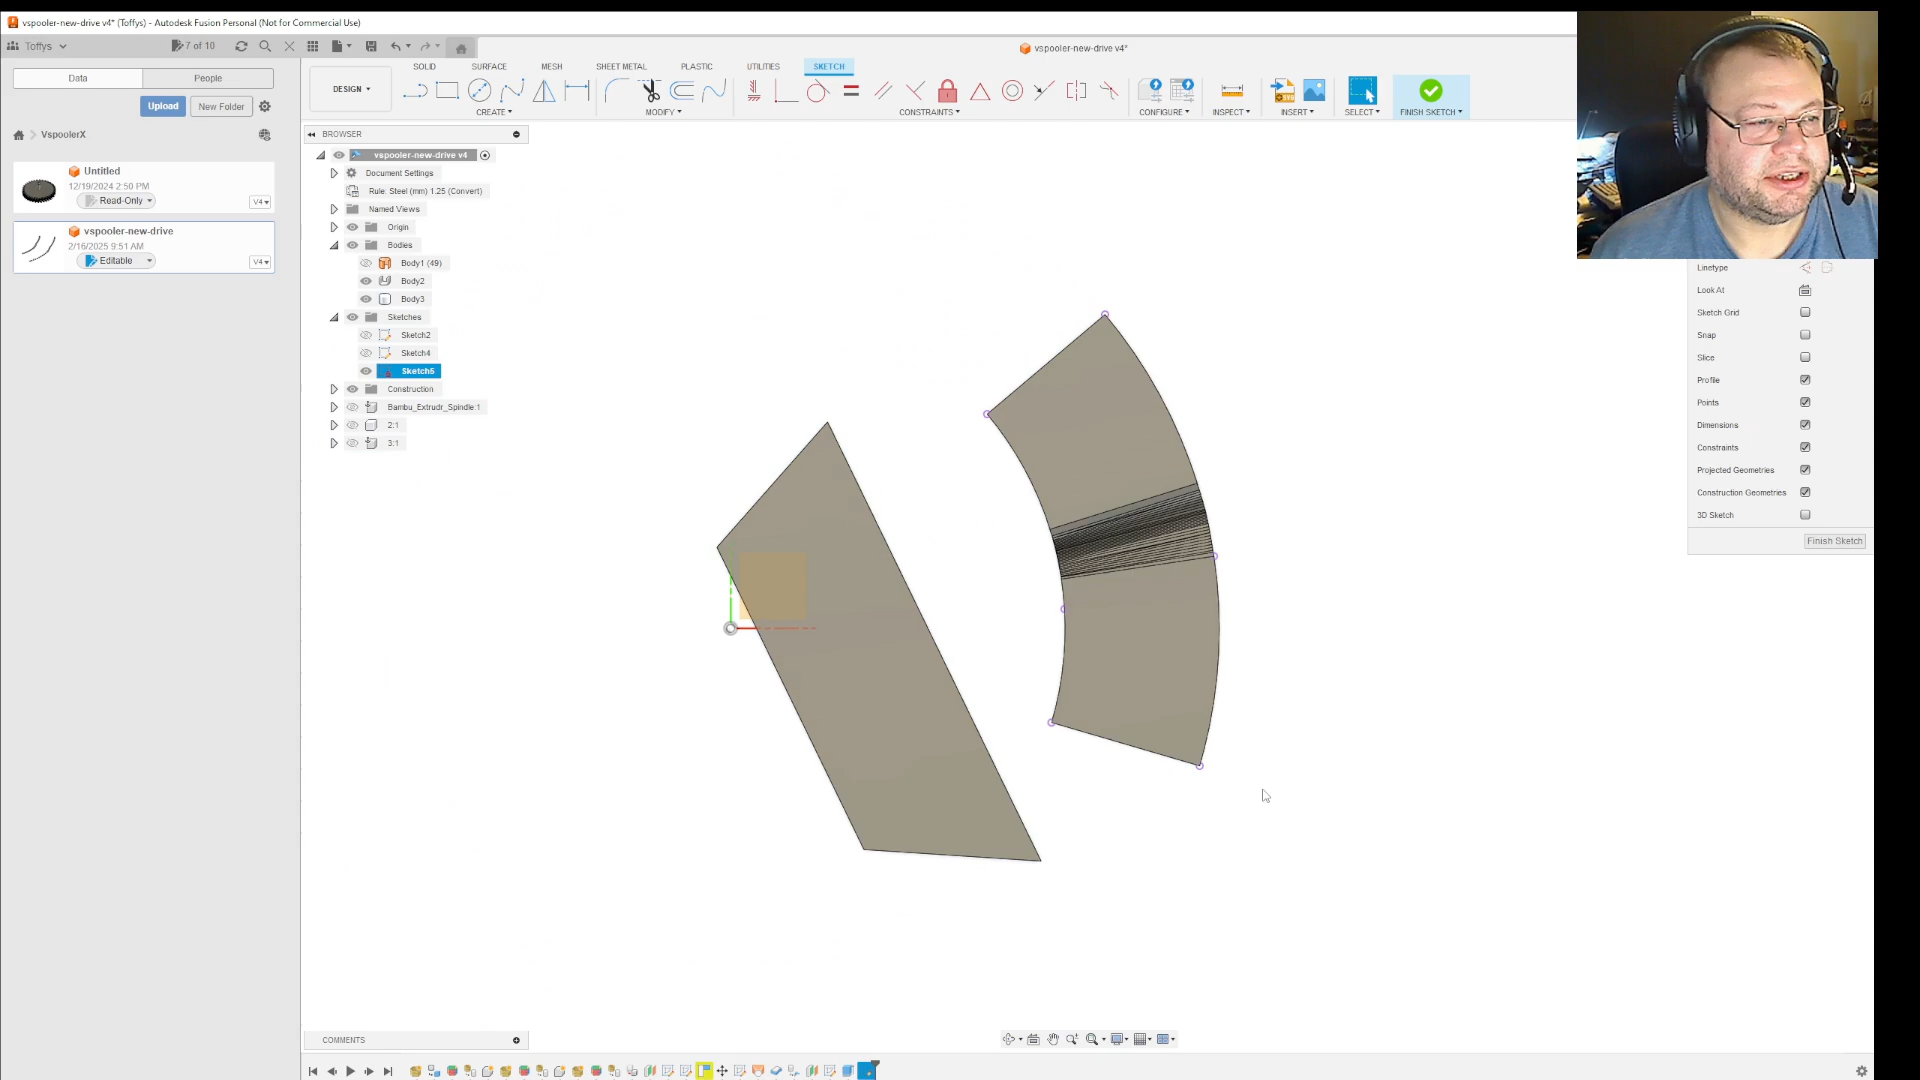 vspooler-new-drive v4* (Toffys) - Autodesk Fusion Personal (Not for Commercial Use)
Toffys
7 of 10
vspooler-new-drive v4*
Data
People
Upload
New Folder
VspoolerX
Untitled
12/19/2024 2:50 PM
Read-Only
V4
vspooler-new-drive
2/16/2025 9:51 AM
Editable
V4
DESIGN
SOLID
SURFACE
MESH
SHEET METAL
PLASTIC
UTILITIES
SKETCH
CREATE
MODIFY
CONSTRAINTS
CONFIGURE
INSPECT
INSERT
SELECT
FINISH SKETCH
BROWSER
vspooler-new-drive v4
Document Settings
Rule: Steel (mm) 1.25 (Convert)
Named Views
Origin
Bodies
Body1 (49)
Body2
Body3
Sketches
Sketch2
Sketch4
Sketch5
Construction
Bambu_Extrudr_Spindle:1
2:1
3:1
Linetype
Look At
Sketch Grid
Snap
Slice
Profile
Points
Dimensions
Constraints
Projected Geometries
Construction Geometries
3D Sketch
Finish Sketch
COMMENTS